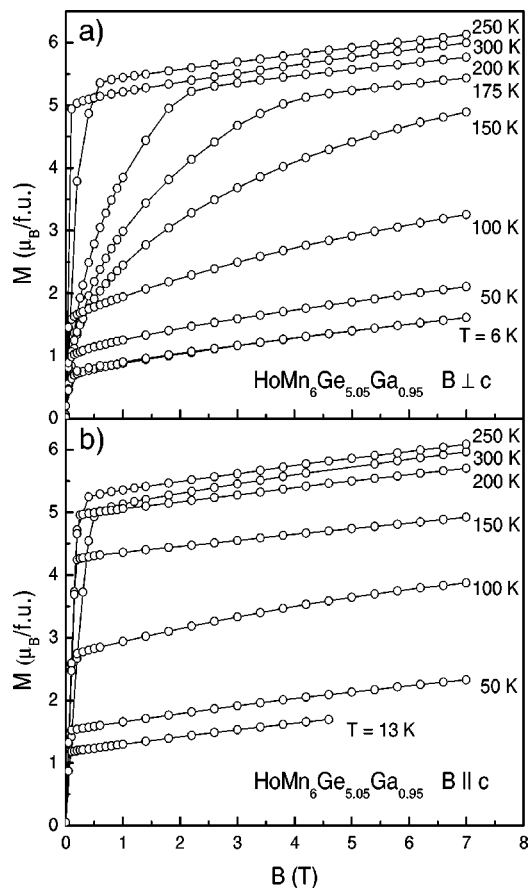 a)
6
5
4
3
2
1
0
M (μB/f.u.)
250 K
300 K
200 K
175 K
150 K
100 K
50 K
T = 6 K
HoMn6Ge5.05Ga0.95 B ⊥ c
b)
6
5
4
3
2
1
0
M (μB/f.u.)
250 K
300 K
200 K
150 K
100 K
50 K
T = 13 K
HoMn6Ge5.05Ga0.95 B || c
0 1 2 3 4 5 6 7 8
B (T)